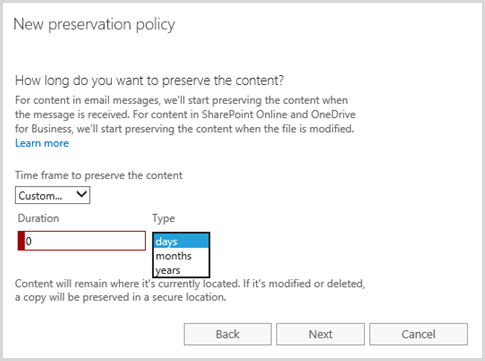 New preservation policy
How long do you want to preserve the content?
For content in email messages, we'll start preserving the content when
the message is received. For content in SharePoint Online and OneDrive
for Business, we'll start preserving the content when the file is modified.
Learn more
Time frame to preserve the content
Custom...
Duration Type
0 days
months
years
Content will remain where it's currently located. If it's modified or deleted,
a copy will be preserved in a secure location.
Back Next Cancel